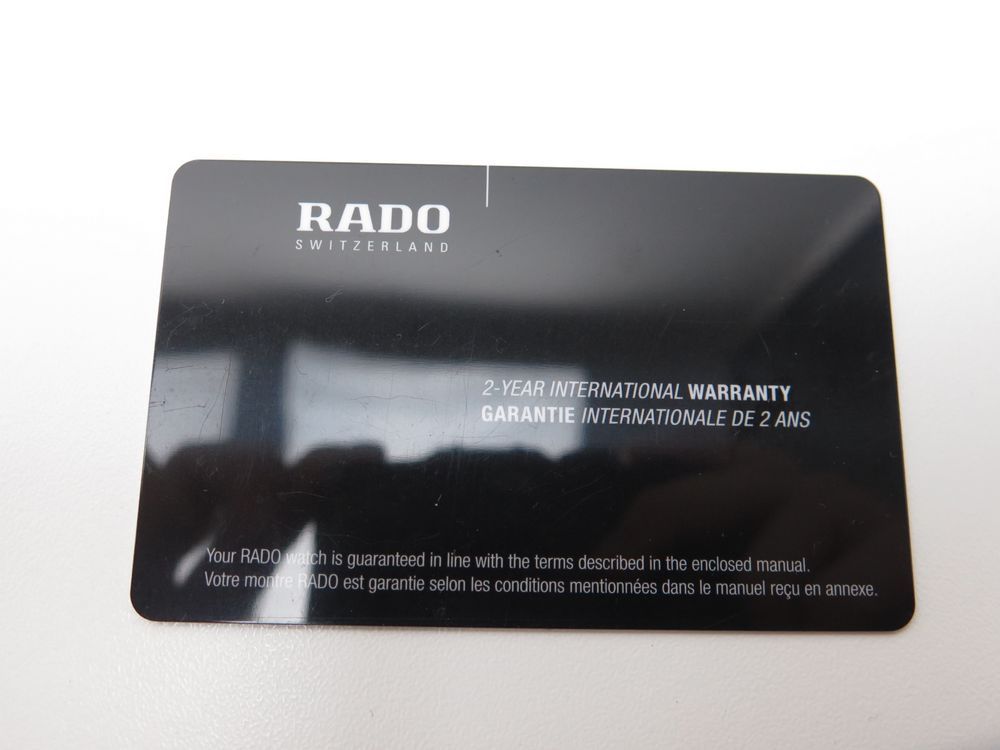 RADO
SWITZERLAND
2-YEAR INTERNATIONAL WARRANTY
GARANTIE INTERNATIONALE DE 2 ANS
Your RADO watch is guaranteed in line with the terms described in the enclosed manual.
Votre montre RADO est garantie selon les conditions mentionnées dans le manuel reçu en annexe.